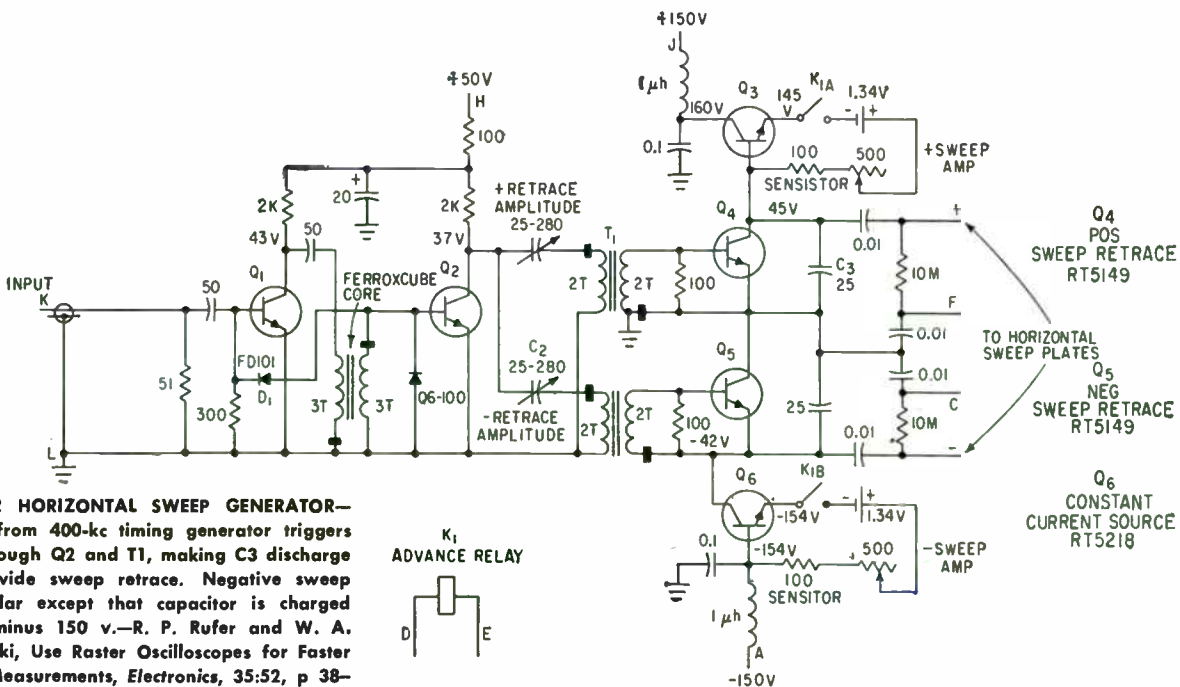 +150V
J
1μh
Q3
K1A
145
V
1.34V
160V
- +
0.1
+50V
H
100
100
500
SENSISTOR
+SWEEP
AMP
+
20
2K
2K
+RETRACE
AMPLITUDE
25-280
T1
Q4
45V
0.01
+
Q4
POS
SWEEP RETRACE
RT5149
43V
50
37V
2T
2T
100
C3
25
10M
INPUT
K
50
Q1
FERROXCUBE
CORE
Q2
F
0.01
TO HORIZONTAL
SWEEP PLATES
51
FD101
D1
300
3T
3T
Q6-100
C2
25-280
-RETRACE
AMPLITUDE
2T
2T
100
-42V
Q5
25
0.01
C
10M
Q5
NEG
SWEEP RETRACE
RT5149
L
0.01
-
Q6
K1B
- +
1.34V
-154V
Q6
CONSTANT
CURRENT SOURCE
RT5218
0.1
-154V
100
SENSITOR
500
-SWEEP
AMP
1μh
A
-150V
HORIZONTAL SWEEP GENERATOR—
from 400-kc timing generator triggers
ough Q2 and T1, making C3 discharge
vide sweep retrace. Negative sweep
lar except that capacitor is charged
minus 150 v.—R. P. Rufer and W. A.
ki, Use Raster Oscilloscopes for Faster
Measurements, Electronics, 35:52, p 38–
K1
ADVANCE RELAY
D
E